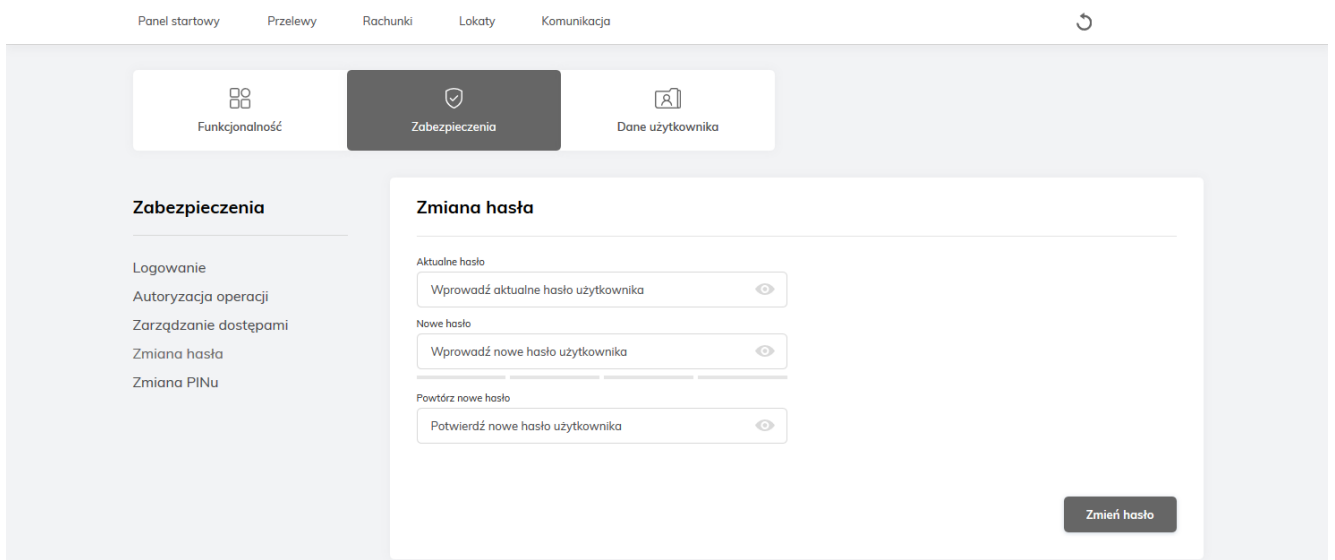 Panel startowy Przelewy Rachunki Lokaty Komunikacja
Funkcjonalność Zabezpieczenia Dane użytkownika
Zabezpieczenia
Logowanie
Autoryzacja operacji
Zarządzanie dostępami
Zmiana hasła
Zmiana PINu
Zmiana hasła
Aktualne hasło
Wprowadź aktualne hasło użytkownika
Nowe hasło
Wprowadź nowe hasło użytkownika
Powtórz nowe hasło
Potwierdź nowe hasło użytkownika
Zmień hasło